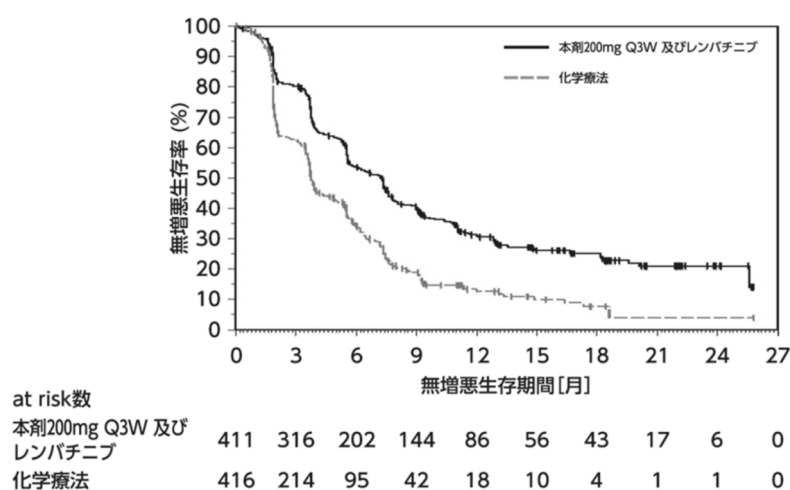 100
90
80
70
60
50
40
30
20
10
0
無増悪生存率 (%)
本剤200mg Q3W 及びレンバチニブ
化学療法
0 3 6 9 12 15 18 21 24 27
無増悪生存期間[月]
at risk数
本剤200mg Q3W 及び
レンバチニブ
411 316 202 144 86 56 43 17 6 0
化学療法 416 214 95 42 18 10 4 1 1 0